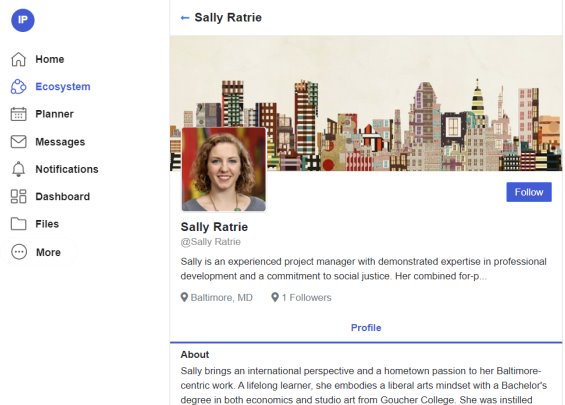 IP
← Sally Ratrie
Home
Ecosystem
Planner
Messages
Notifications
Dashboard
Files
More
Follow
Sally Ratrie
@Sally Ratrie
Sally is an experienced project manager with demonstrated expertise in professional
development and a commitment to social justice. Her combined for-p...
Baltimore, MD 1 Followers
Profile
About
Sally brings an international perspective and a hometown passion to her Baltimore-
centric work. A lifelong learner, she embodies a liberal arts mindset with a Bachelor's
degree in both economics and studio art from Goucher College. She was instilled